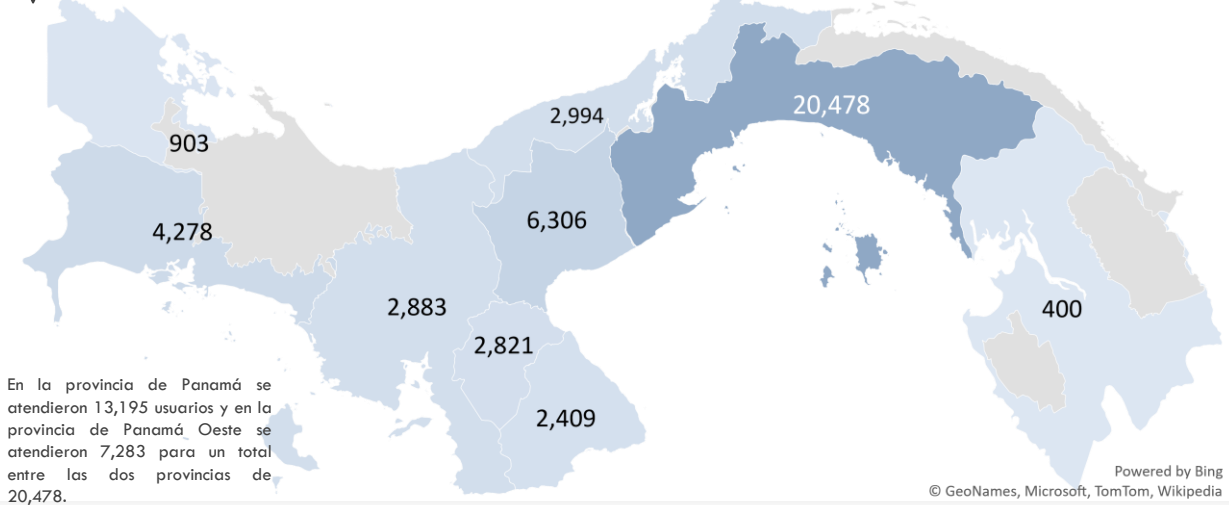 2,994
20,478
903
4,278
6,306
2,883
400
2,821
2,409
En la provincia de Panamá se
atendieron 13,195 usuarios y en la
provincia de Panamá Oeste se
atendieron 7,283 para un total
entre las dos provincias de
20,478.
Powered by Bing
© GeoNames, Microsoft, TomTom, Wikipedia